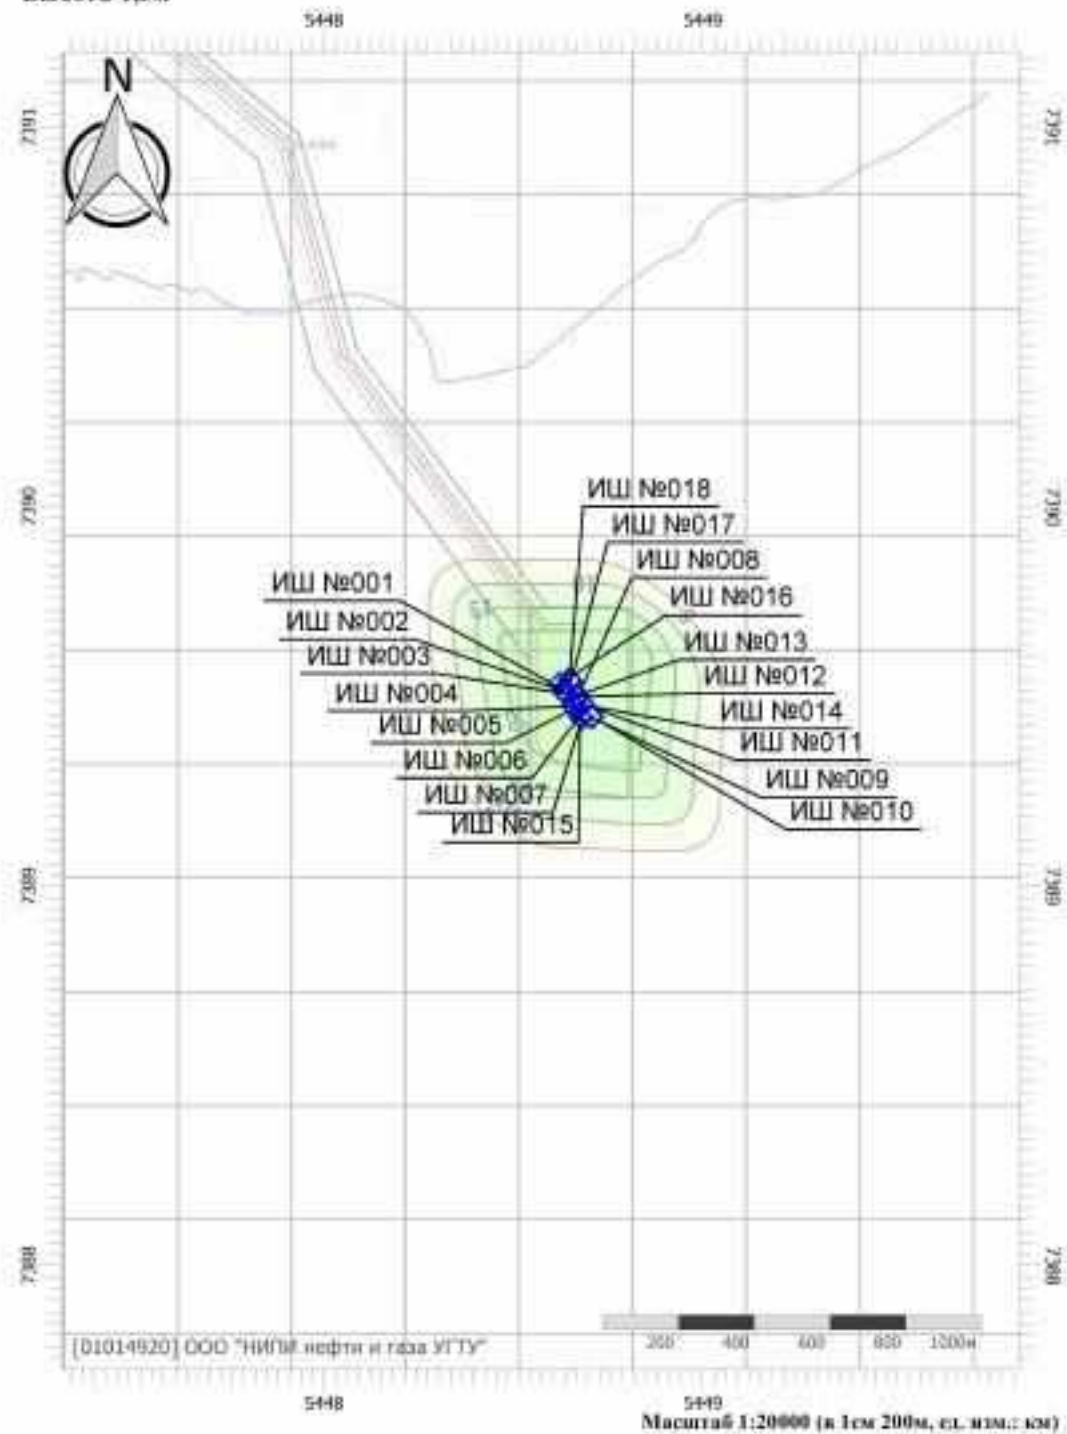 5448 5449
N
7391 7391
ИШ №018
7390 7390
ИШ №017
ИШ №008
ИШ №001
ИШ №016
ИШ №002
ИШ №013
ИШ №003
ИШ №012
ИШ №004
ИШ №014
ИШ №005
ИШ №011
ИШ №006
ИШ №009
ИШ №007
ИШ №010
ИШ №015
7389 7389
7388 7388
200 400 600 800 1000м
[01014920] ООО "НИПИ нефти и газа УГТУ"
5448 5449
Масштаб 1:20000 (в 1см 200м, ед. изм.: км)